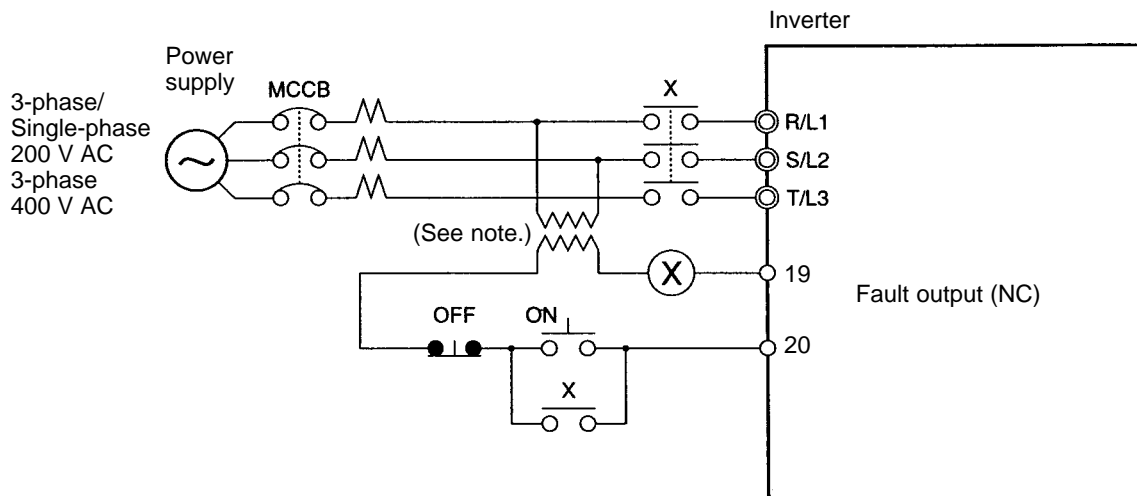 Inverter
Power
supply
3-phase/
Single-phase
200 V AC
3-phase
400 V AC
MCCB
X
R/L1
S/L2
T/L3
(See note.)
X
19
Fault output (NC)
OFF
ON
20
X